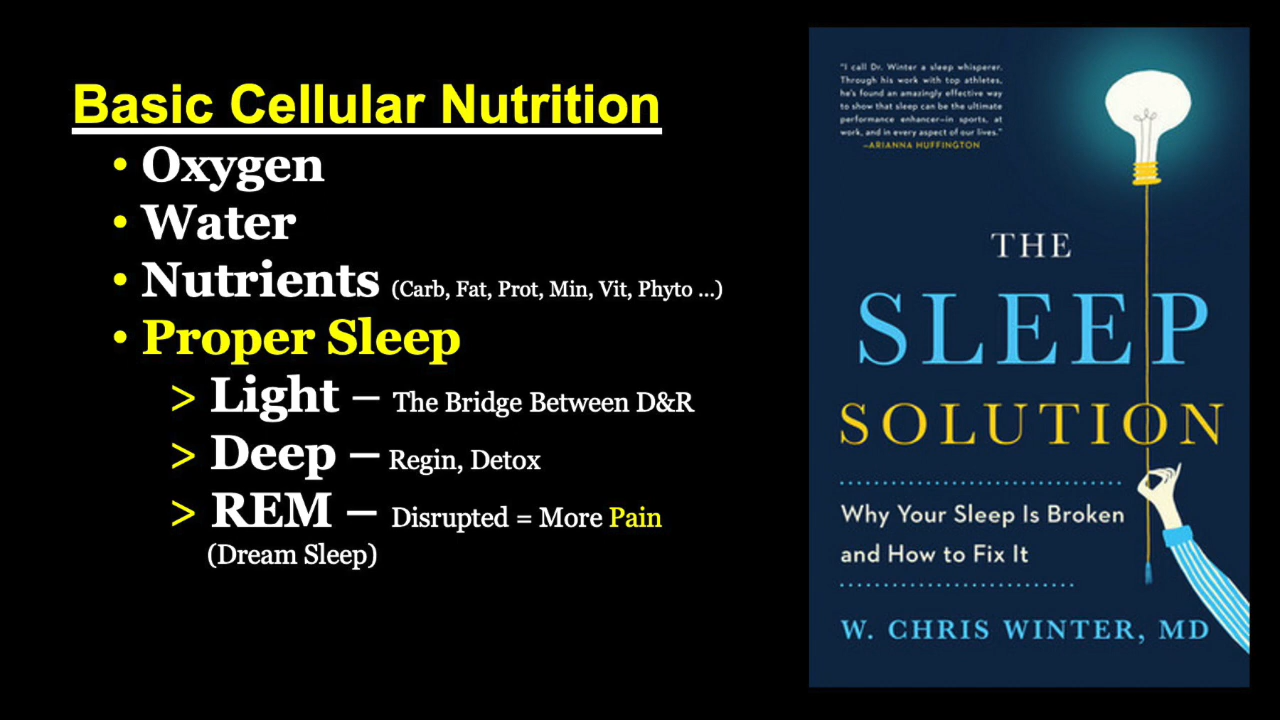 Basic Cellular Nutrition
• Oxygen
• Water
• Nutrients (Carb, Fat, Prot, Min, Vit, Phyto ...)
• Proper Sleep
> Light – The Bridge Between D&R
> Deep – Regin, Detox
> REM – Disrupted = More Pain
(Dream Sleep)
"I call Dr. Winter a sleep whisperer.
Through his work with top athletes,
he's found an amazingly effective way
to show that sleep can be the ultimate
performance enhancer—in sports, at
work, and in every aspect of our lives."
—ARIANNA HUFFINGTON
THE
SLEEP
SOLUTION
Why Your Sleep Is Broken
and How to Fix It
W. CHRIS WINTER, MD